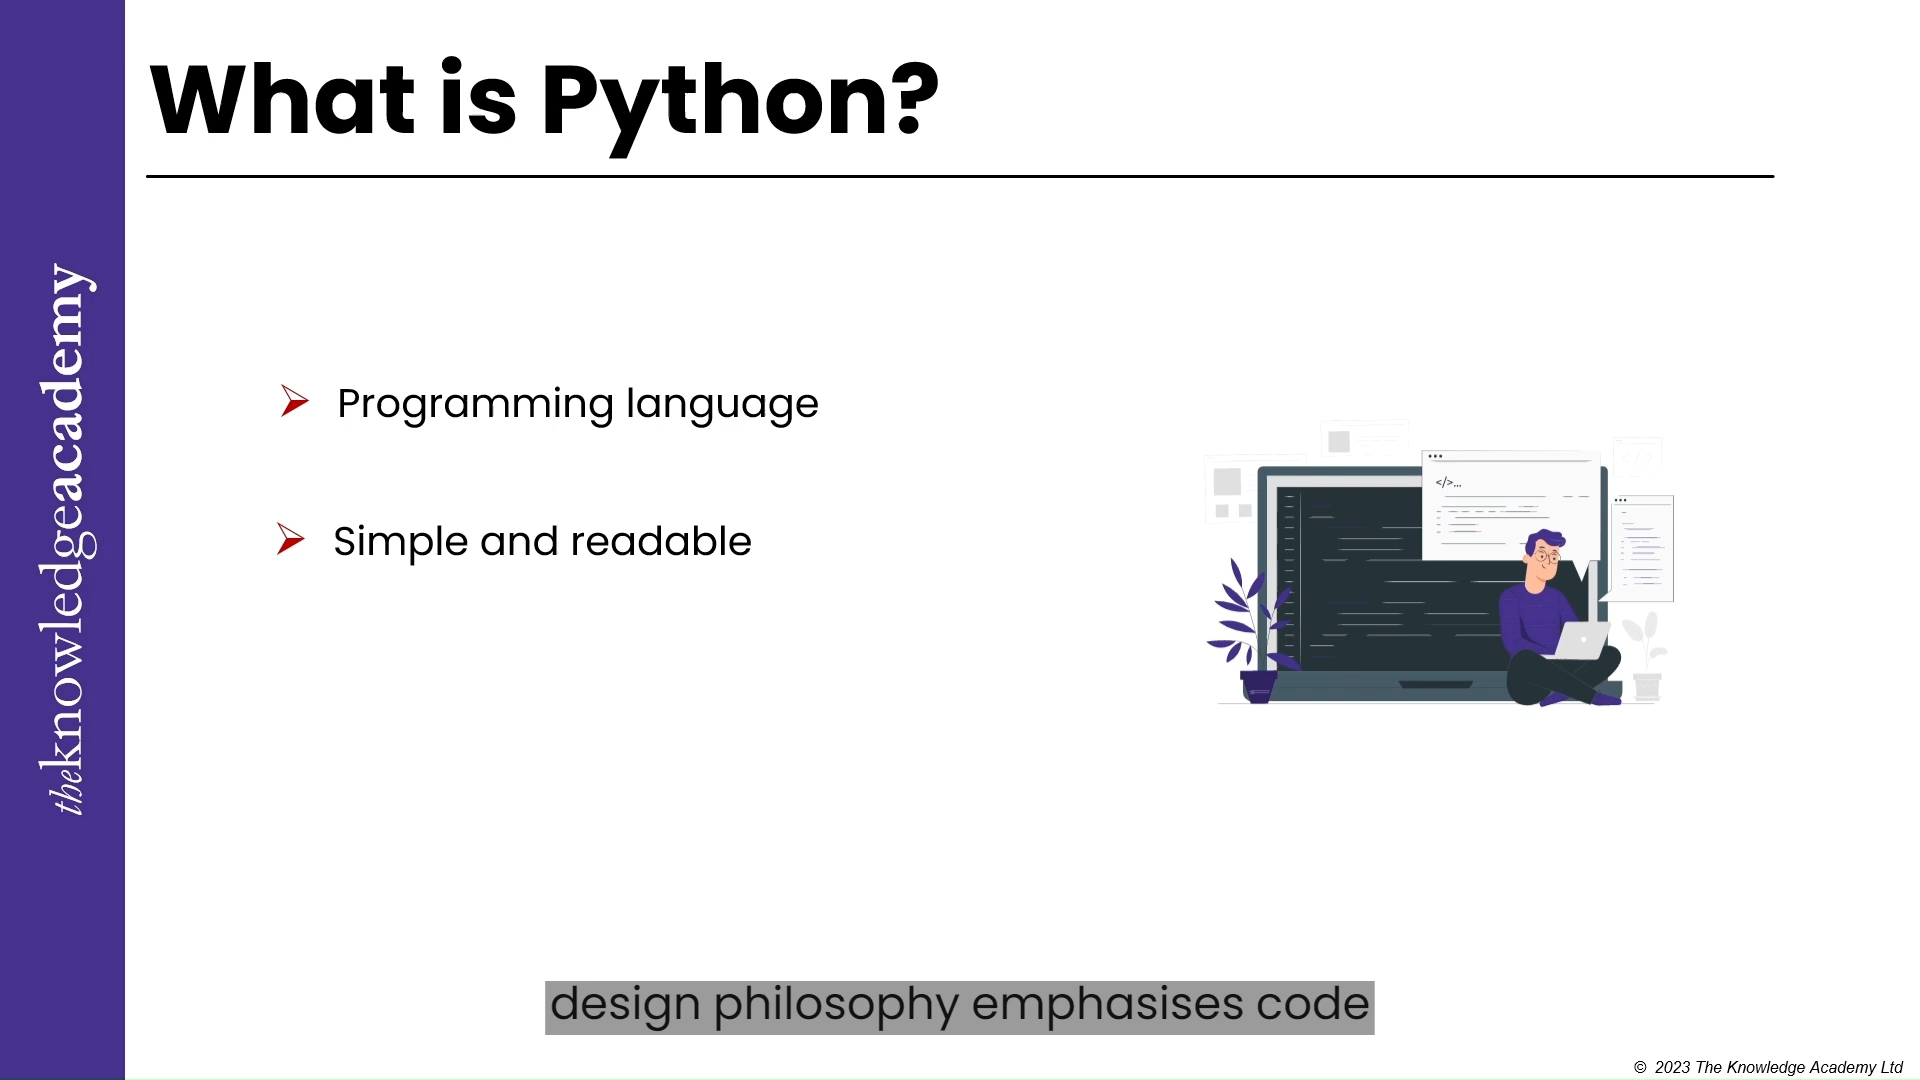 What is Python?
theknowledgeacademy
Programming language
Simple and readable
</>...
design philosophy emphasises code
© 2023 The Knowledge Academy Ltd